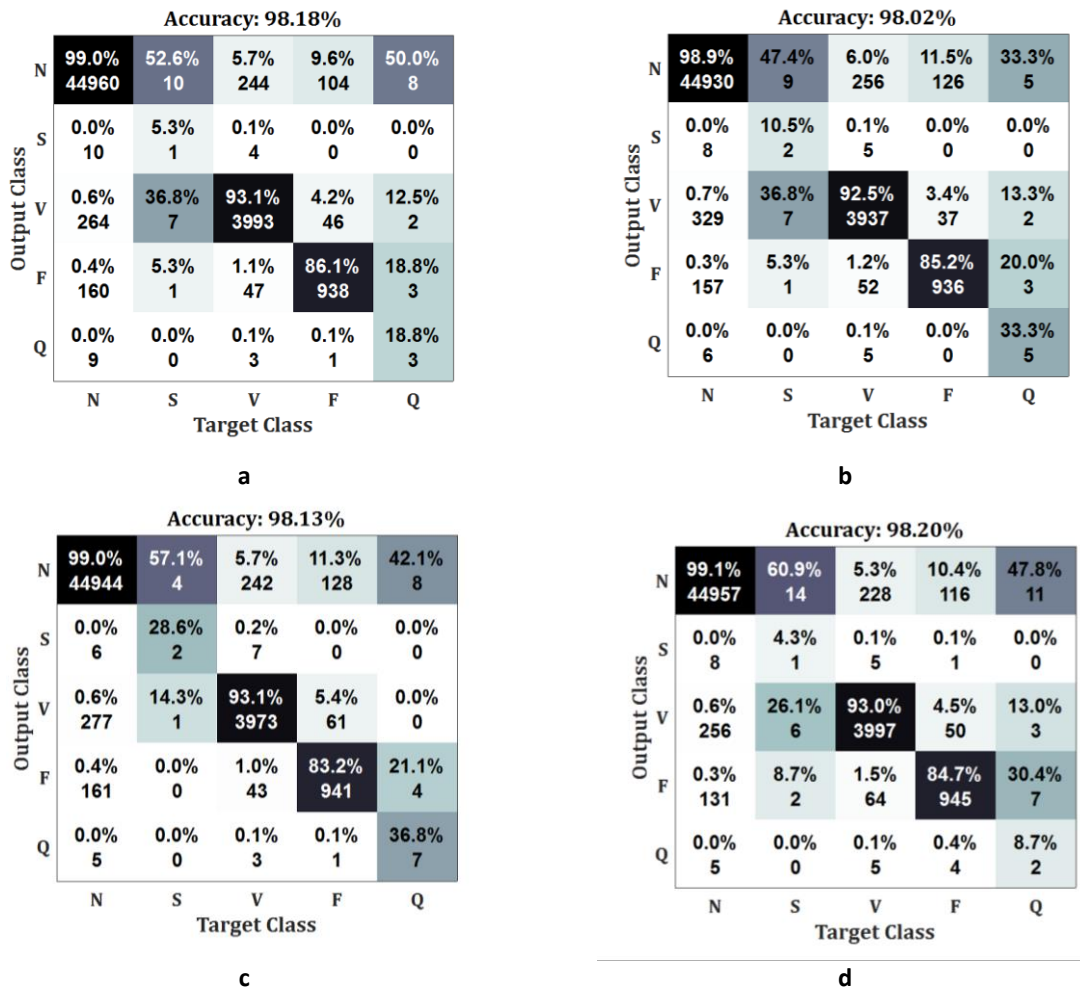 Accuracy: 98.18%
N 99.0% 52.6% 5.7% 9.6% 50.0%
44960 10 244 104 8
S 0.0% 5.3% 0.1% 0.0% 0.0%
10 1 4 0 0
V 0.6% 36.8% 93.1% 4.2% 12.5%
264 7 3993 46 2
F 0.4% 5.3% 1.1% 86.1% 18.8%
160 1 47 938 3
Q 0.0% 0.0% 0.1% 0.1% 18.8%
9 0 3 1 3
N S V F Q
Output Class
Target Class
a
Accuracy: 98.02%
N 98.9% 47.4% 6.0% 11.5% 33.3%
44930 9 256 126 5
S 0.0% 10.5% 0.1% 0.0% 0.0%
8 2 5 0 0
V 0.7% 36.8% 92.5% 3.4% 13.3%
329 7 3937 37 2
F 0.3% 5.3% 1.2% 85.2% 20.0%
157 1 52 936 3
Q 0.0% 0.0% 0.1% 0.0% 33.3%
6 0 5 0 5
N S V F Q
Output Class
Target Class
b
Accuracy: 98.13%
N 99.0% 57.1% 5.7% 11.3% 42.1%
44944 4 242 128 8
S 0.0% 28.6% 0.2% 0.0% 0.0%
6 2 7 0 0
V 0.6% 14.3% 93.1% 5.4% 0.0%
277 1 3973 61 0
F 0.4% 0.0% 1.0% 83.2% 21.1%
161 0 43 941 4
Q 0.0% 0.0% 0.1% 0.1% 36.8%
5 0 3 1 7
N S V F Q
Output Class
Target Class
c
Accuracy: 98.20%
N 99.1% 60.9% 5.3% 10.4% 47.8%
44957 14 228 116 11
S 0.0% 4.3% 0.1% 0.1% 0.0%
8 1 5 1 0
V 0.6% 26.1% 93.0% 4.5% 13.0%
256 6 3997 50 3
F 0.3% 8.7% 1.5% 84.7% 30.4%
131 2 64 945 7
Q 0.0% 0.0% 0.1% 0.4% 8.7%
5 0 5 4 2
N S V F Q
Output Class
Target Class
d